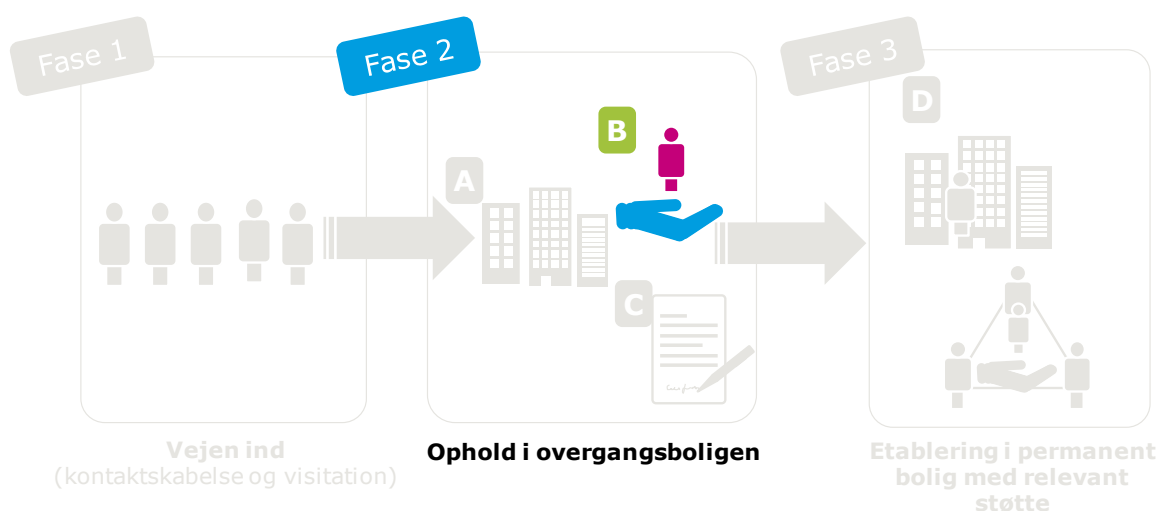 Fase 1
Fase 2
Fase 3
A
B
C
D
Vejen ind
(kontaktskabelse og visitation)
Ophold i overgangsboligen
Etablering i permanent
bolig med relevant
støtte